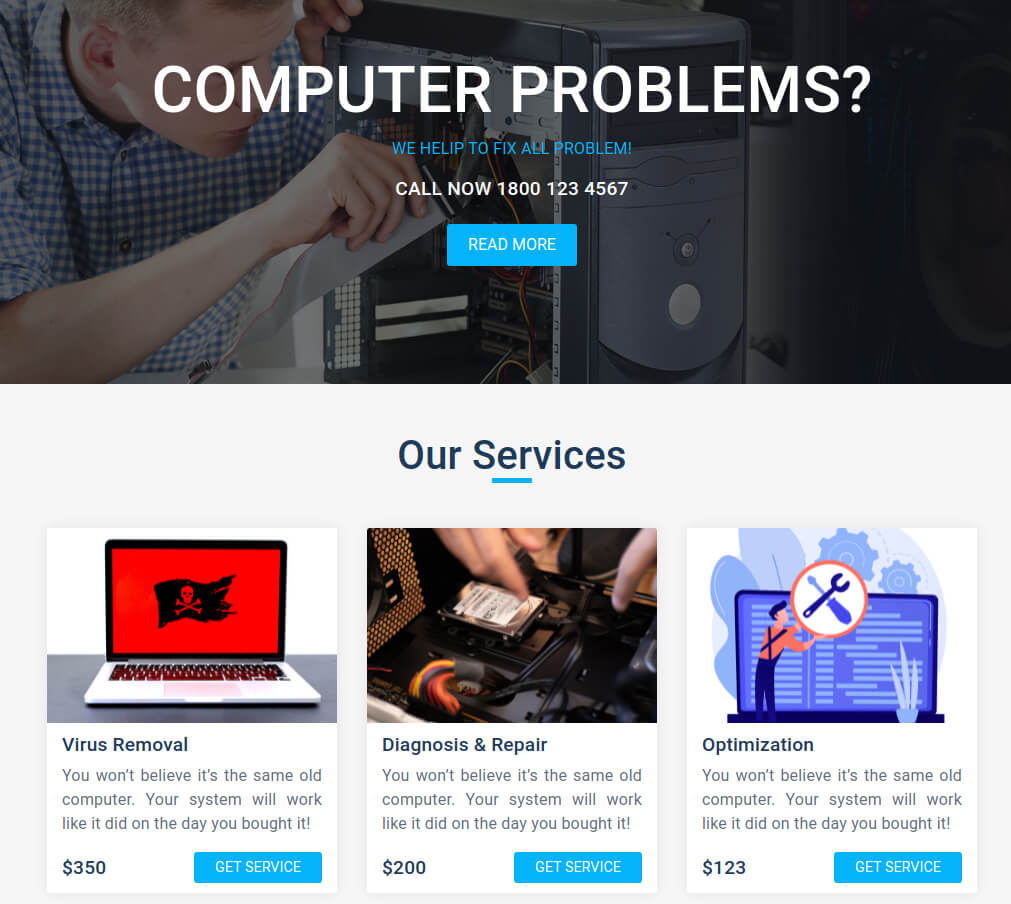 COMPUTER PROBLEMS?
WE HELIP TO FIX ALL PROBLEM!
CALL NOW 1800 123 4567
READ MORE
Our Services
Virus Removal
You won’t believe it’s the same old
computer. Your system will work
like it did on the day you bought it!
$350
GET SERVICE
Diagnosis & Repair
You won’t believe it’s the same old
computer. Your system will work
like it did on the day you bought it!
$200
GET SERVICE
Optimization
You won’t believe it’s the same old
computer. Your system will work
like it did on the day you bought it!
$123
GET SERVICE